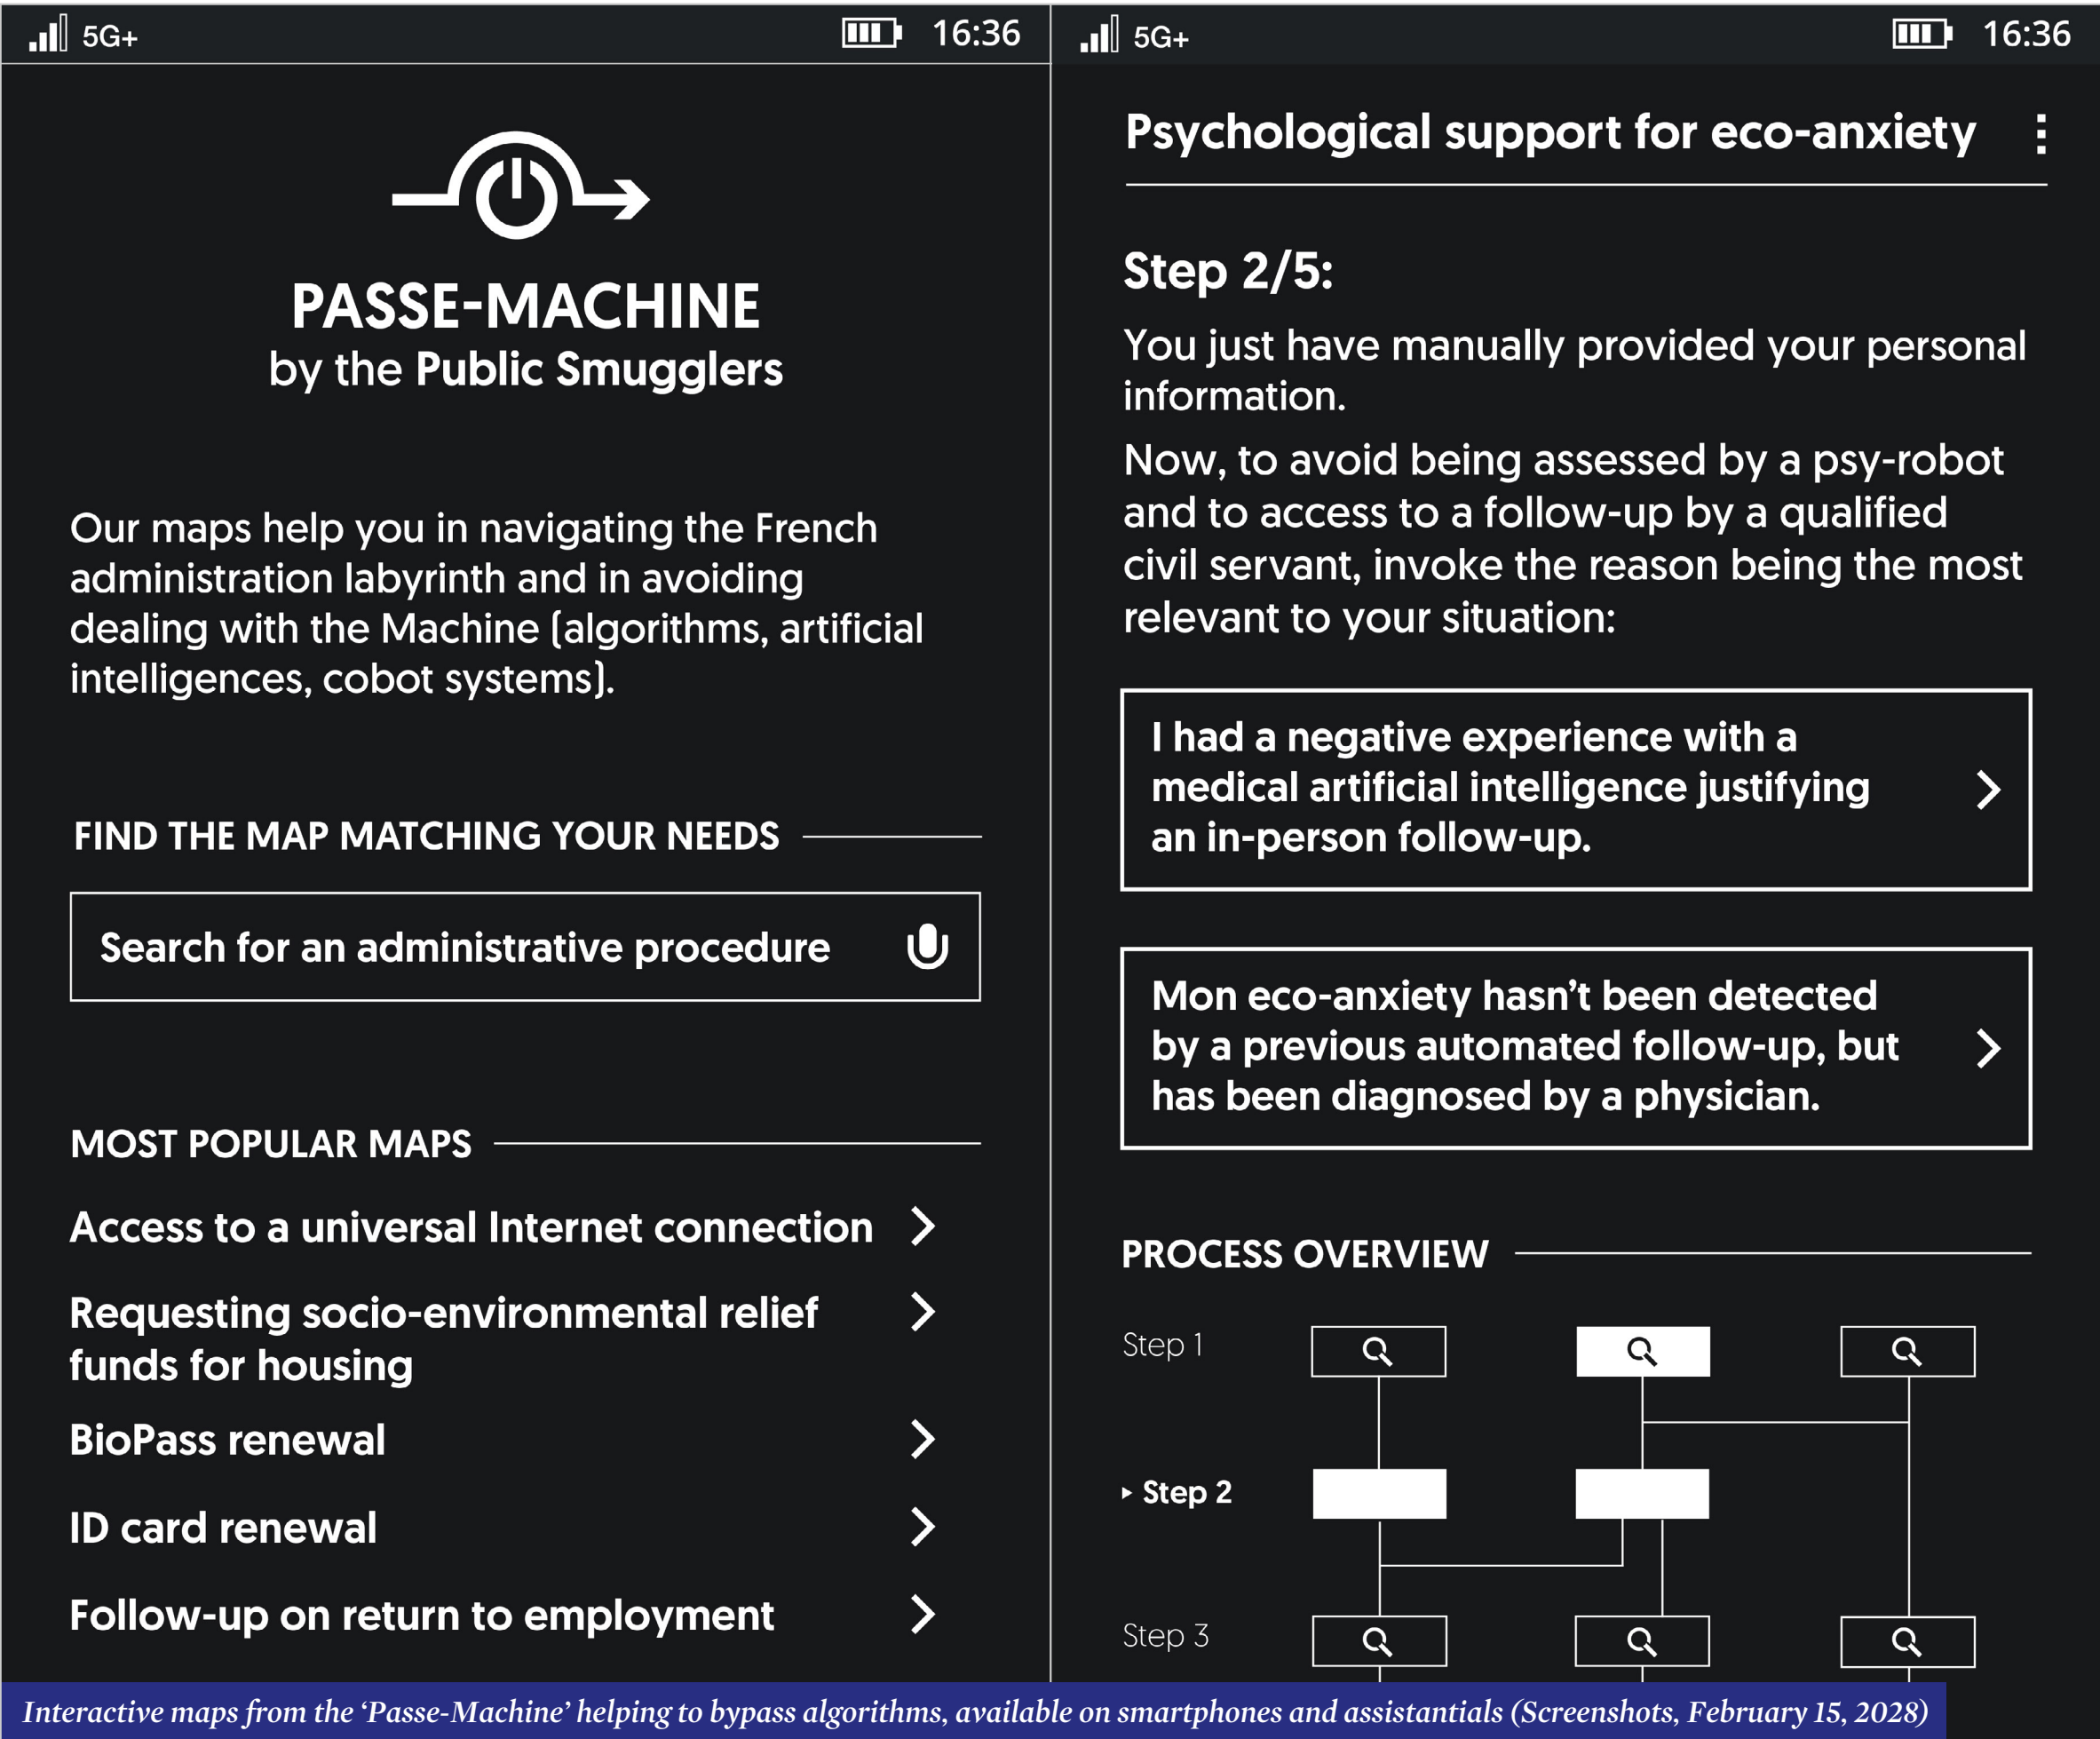 5G+ 16:36
PASSE-MACHINE
by the Public Smugglers
Our maps help you in navigating the French
administration labyrinth and in avoiding
dealing with the Machine (algorithms, artificial
intelligences, cobot systems).
FIND THE MAP MATCHING YOUR NEEDS
Search for an administrative procedure
MOST POPULAR MAPS
Access to a universal Internet connection
Requesting socio-environmental relief
funds for housing
BioPass renewal
ID card renewal
Follow-up on return to employment
5G+ 16:36
Psychological support for eco-anxiety
Step 2/5:
You just have manually provided your personal
information.
Now, to avoid being assessed by a psy-robot
and to access to a follow-up by a qualified
civil servant, invoke the reason being the most
relevant to your situation:
I had a negative experience with a
medical artificial intelligence justifying
an in-person follow-up.
Mon eco-anxiety hasn't been detected
by a previous automated follow-up, but
has been diagnosed by a physician.
PROCESS OVERVIEW
Step 1
Step 2
Step 3
Interactive maps from the 'Passe-Machine' helping to bypass algorithms, available on smartphones and assistantials (Screenshots, February 15, 2028)